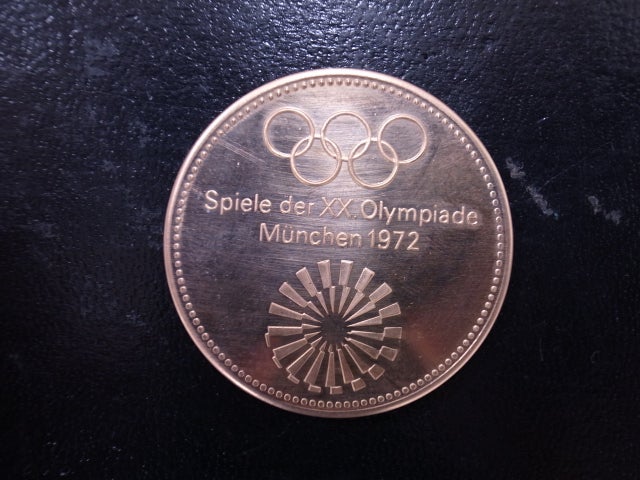 Spiele der XX. Olympiade
München 1972